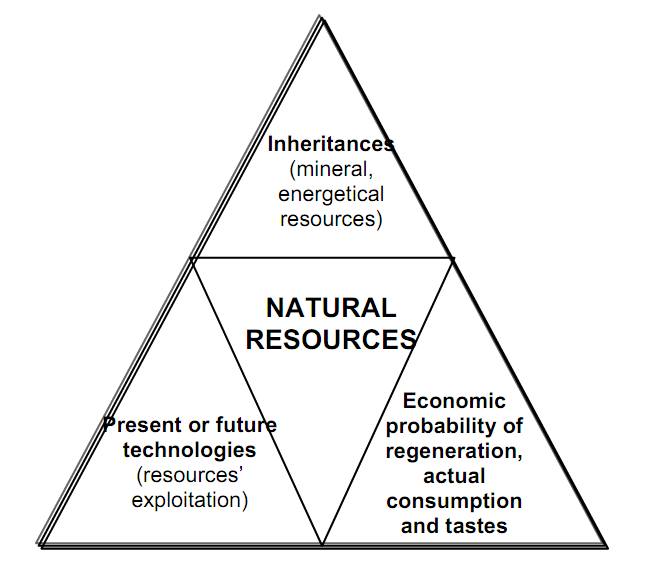 Inheritances
(mineral,
energetical
resources)
NATURAL
RESOURCES
Present or future
technologies
(resources’
exploitation)
Economic
probability of
regeneration,
actual
consumption
and tastes